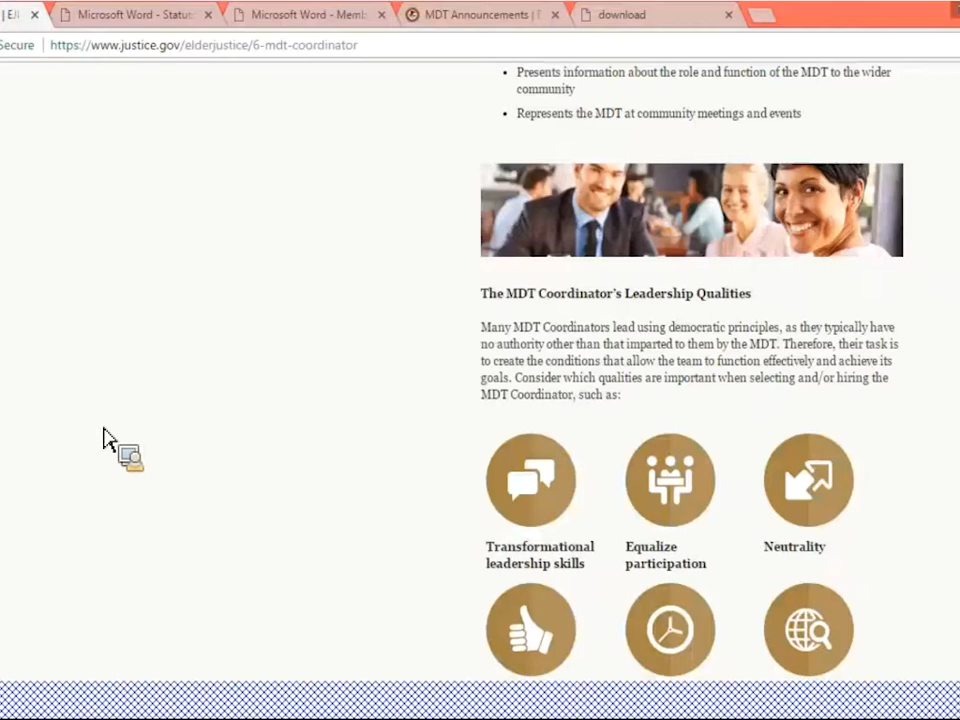 | EJI
Microsoft Word - Status
Microsoft Word - Memb
MDT Announcements | E
download
Secure
https://www.justice.gov/elderjustice/6-mdt-coordinator
• Presents information about the role and function of the MDT to the wider
community
• Represents the MDT at community meetings and events
The MDT Coordinator's Leadership Qualities
Many MDT Coordinators lead using democratic principles, as they typically have
no authority other than that imparted to them by the MDT. Therefore, their task is
to create the conditions that allow the team to function effectively and achieve its
goals. Consider which qualities are important when selecting and/or hiring the
MDT Coordinator, such as:
Transformational
leadership skills
Equalize
participation
Neutrality